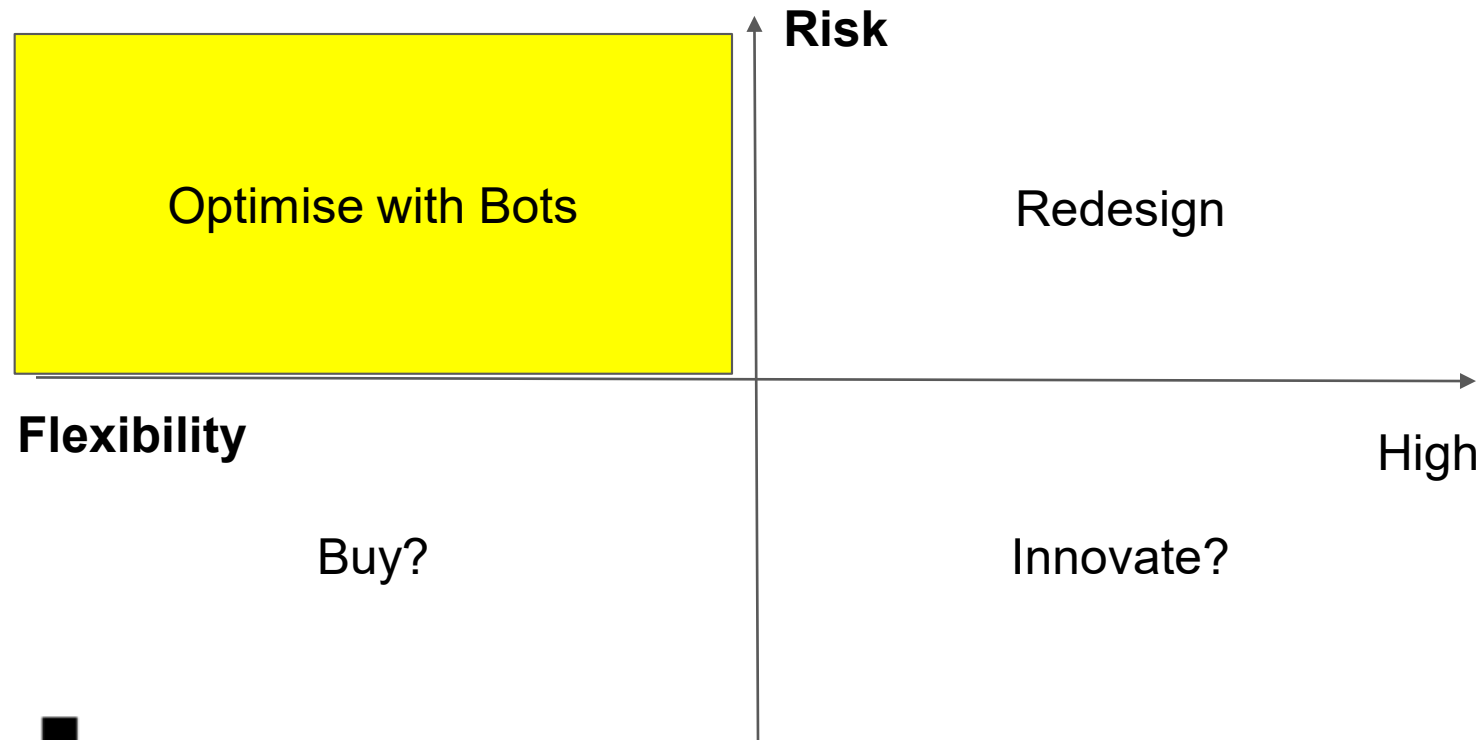 Risk
Optimise with Bots
Redesign
Flexibility
High
Buy?
Innovate?